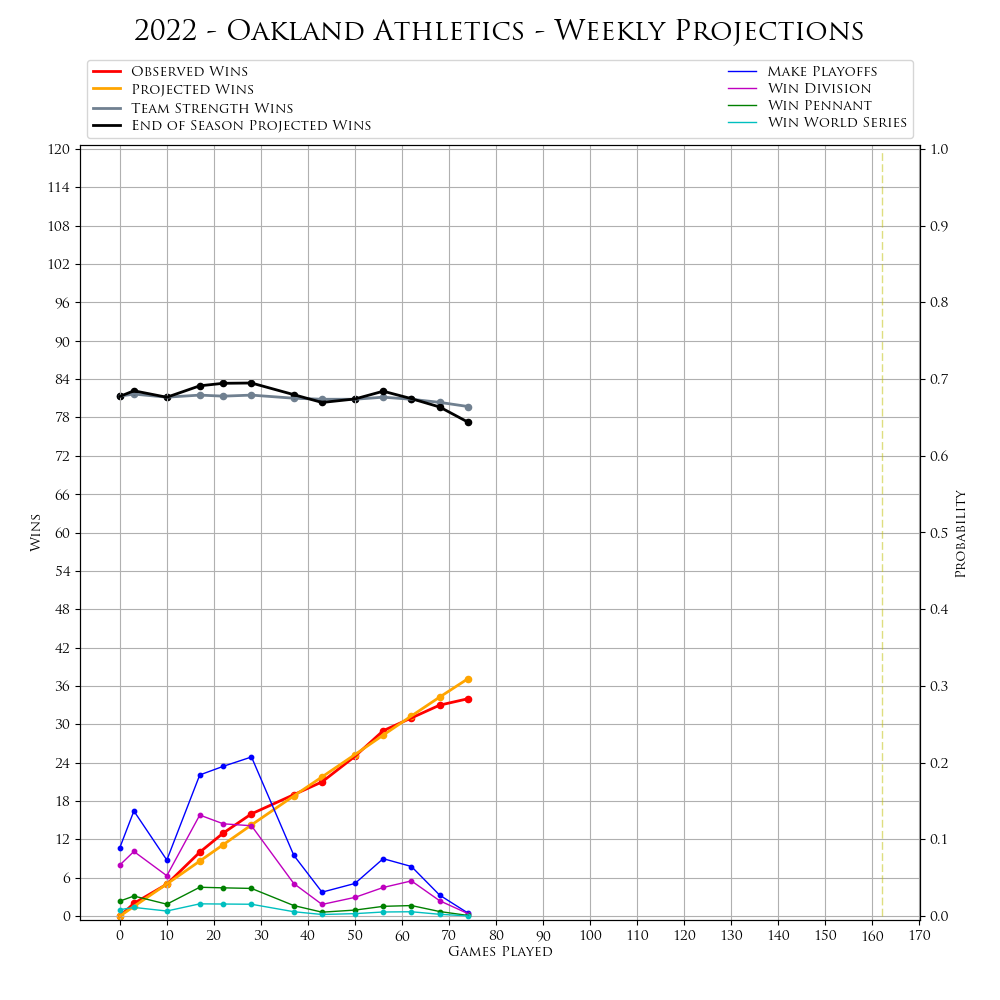 2022 - Oakland Athletics - Weekly Projections
Observed Wins
Projected Wins
Team Strength Wins
End of Season Projected Wins
Make Playoffs
Win Division
Win Pennant
Win World Series
120
114
108
102
96
90
84
78
72
66
60
54
48
42
36
30
24
18
12
6
0
Wins
1.0
0.9
0.8
0.7
0.6
0.5
0.4
0.3
0.2
0.1
0.0
Probability
0 10 20 30 40 50 60 70 80 90 100 110 120 130 140 150 160 170
Games Played